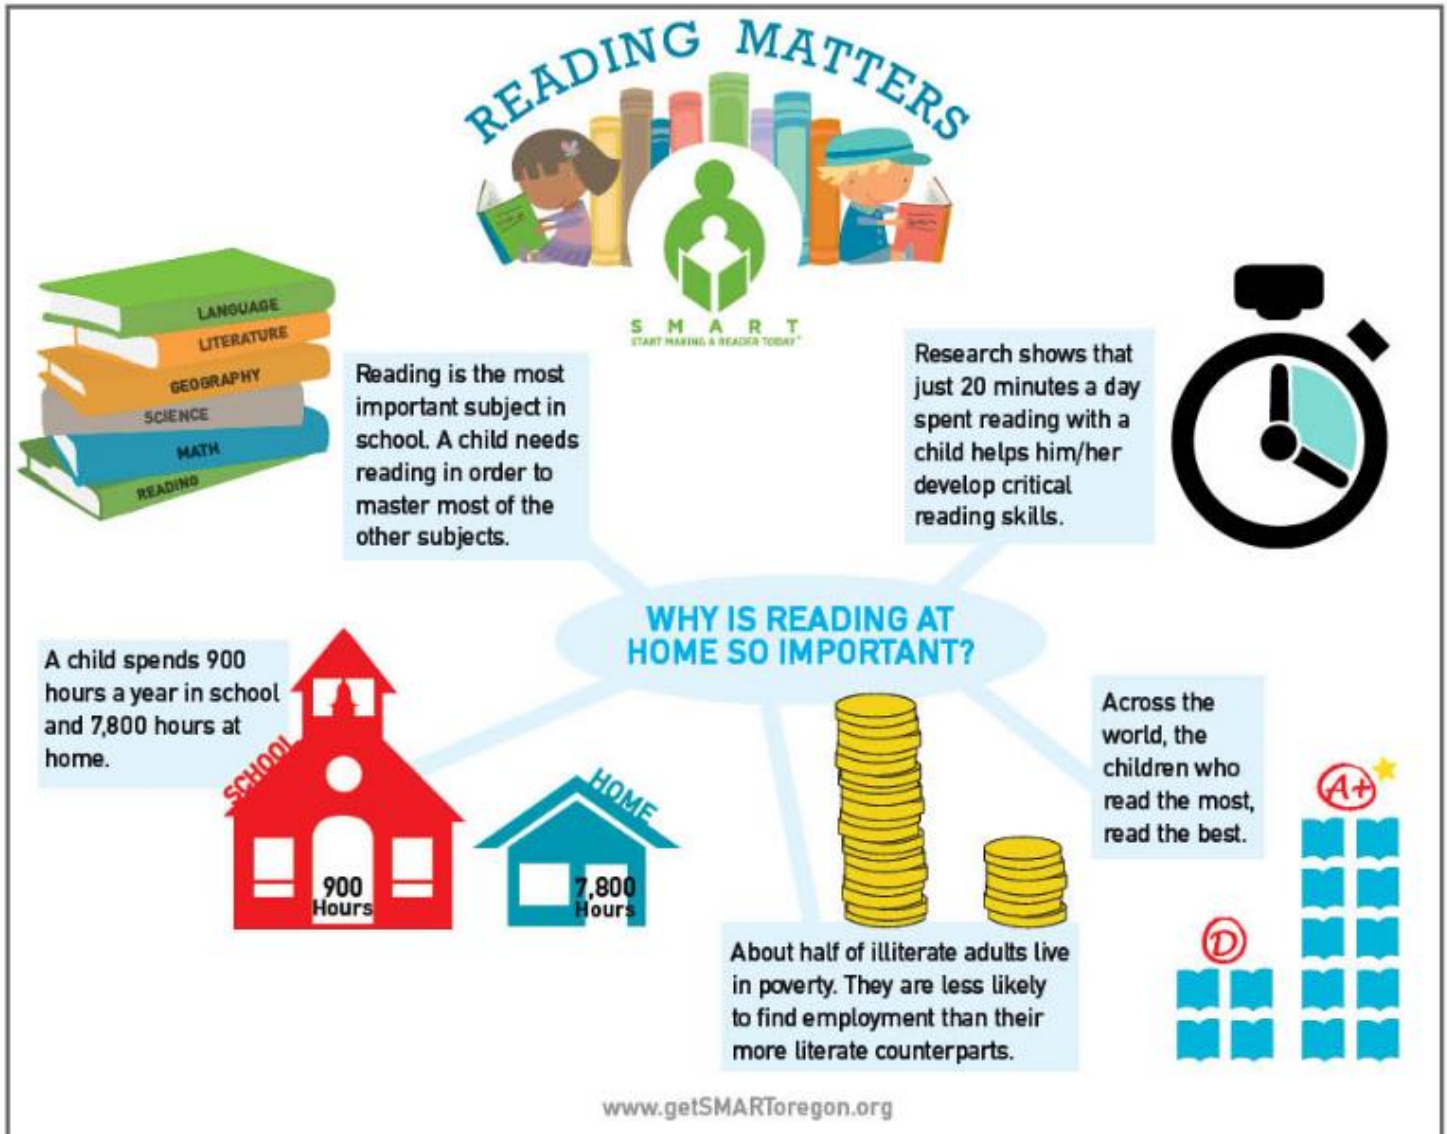 READING MATTERS
S M A R T
START MAKING A READER TODAY
LANGUAGE
LITERATURE
GEOGRAPHY
SCIENCE
MATH
READING
Reading is the most
important subject in
school. A child needs
reading in order to
master most of the
other subjects.
Research shows that
just 20 minutes a day
spent reading with a
child helps him/her
develop critical
reading skills.
WHY IS READING AT
HOME SO IMPORTANT?
A child spends 900
hours a year in school
and 7,800 hours at
home.
SCHOOL
900
Hours
HOME
7,800
Hours
About half of illiterate adults live
in poverty. They are less likely
to find employment than their
more literate counterparts.
Across the
world, the
children who
read the most,
read the best.
D
A+
www.getSMARToregon.org